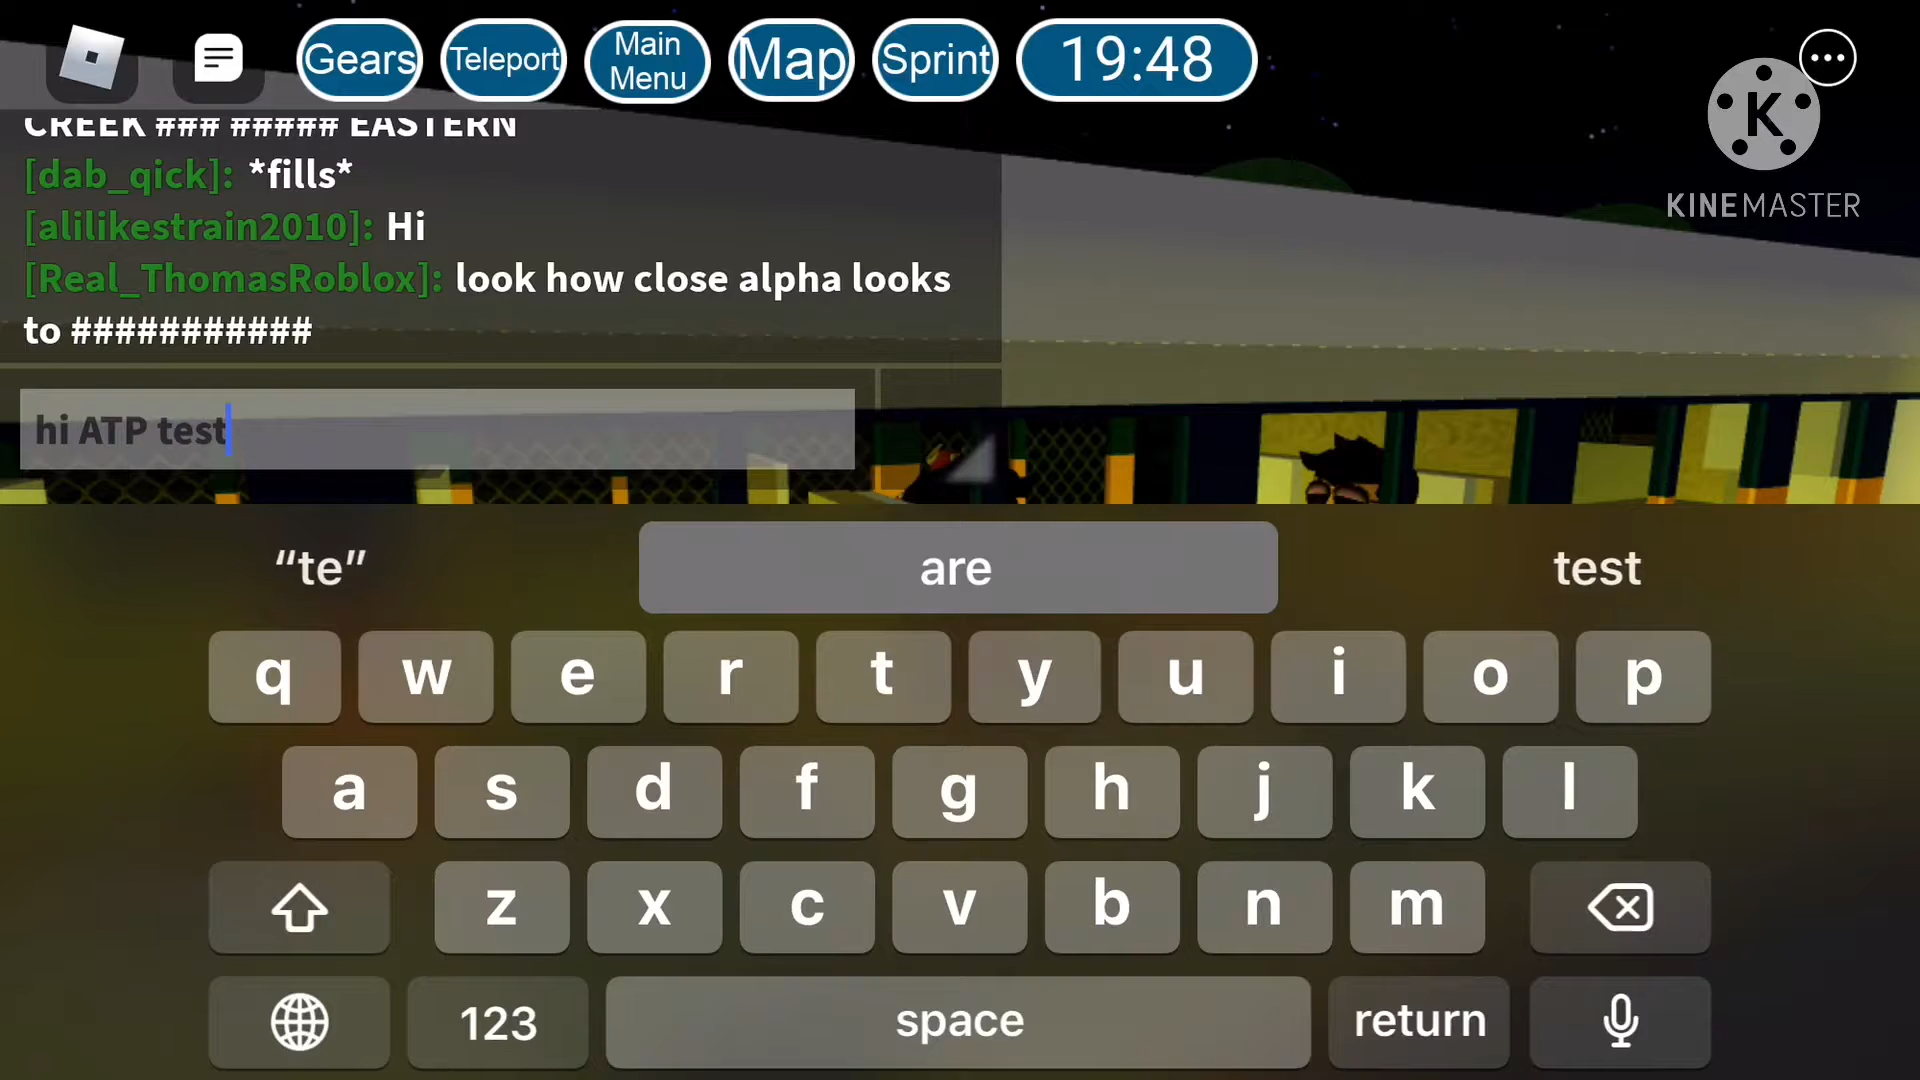 Gears
Teleport
Main
Menu
Map
Sprint
19:48
K
KINEMASTER
CREEK ### ##### EASTERN
[dab_qick]: *fills*
[alilikestrain2010]: Hi
[Real_ThomasRoblox]: look how close alpha looks
to ###########
hi ATP test
“te”
are
test
q w e r t y u i o p
a s d f g h j k l
z x c v b n m
123
space
return